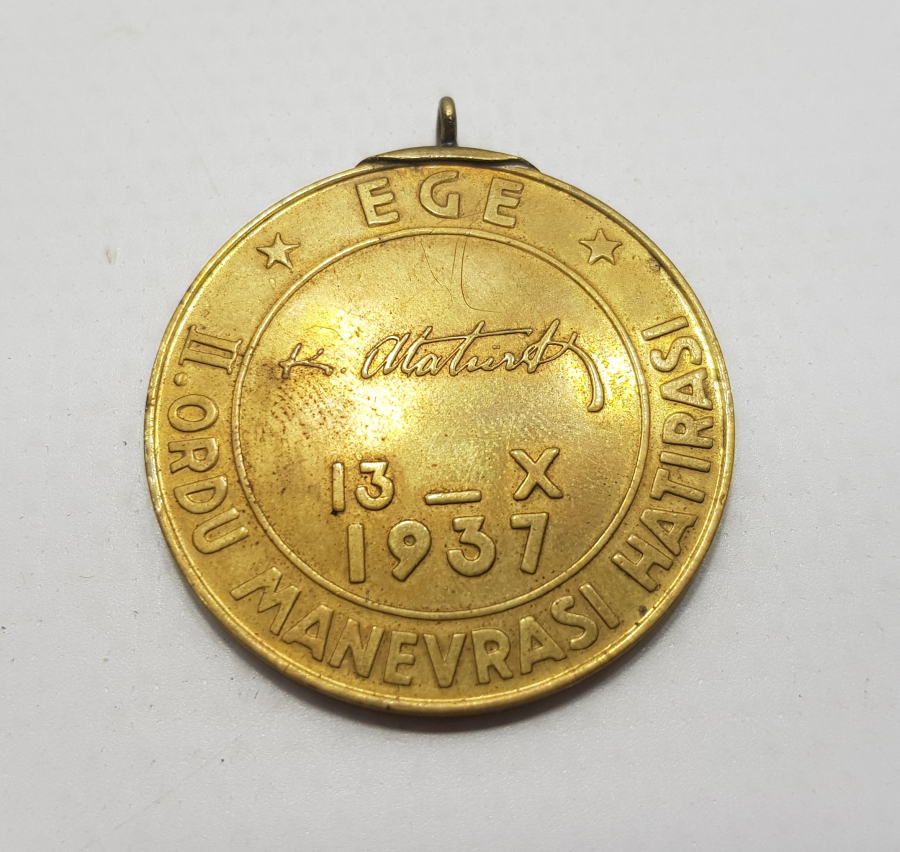 EGE
II. ORDU MANEVRASI HATIRASI
K. Atatürk
13 _ X
1937